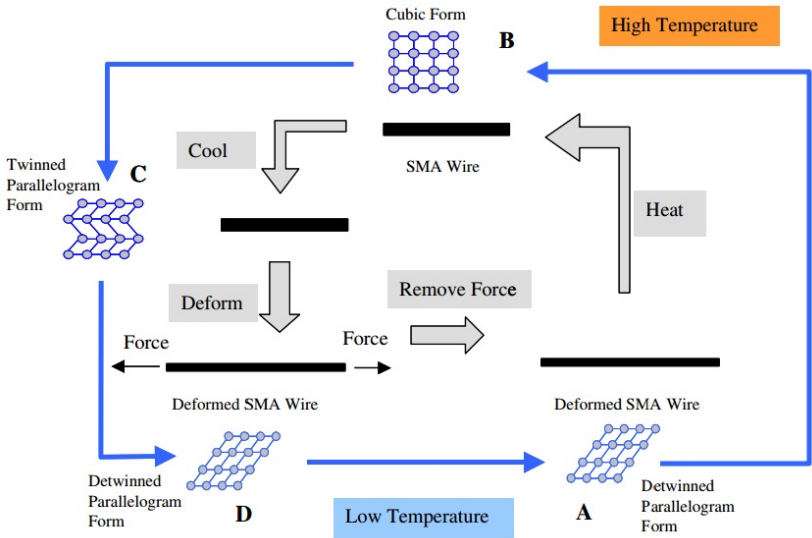 Cubic Form
B
High Temperature
Cool
SMA Wire
Twinned
Parallelogram
Form
C
Heat
Deform
Remove Force
Force
Force
Deformed SMA Wire
Deformed SMA Wire
Detwinned
Parallelogram
Form
D
Low Temperature
A
Detwinned
Parallelogram
Form